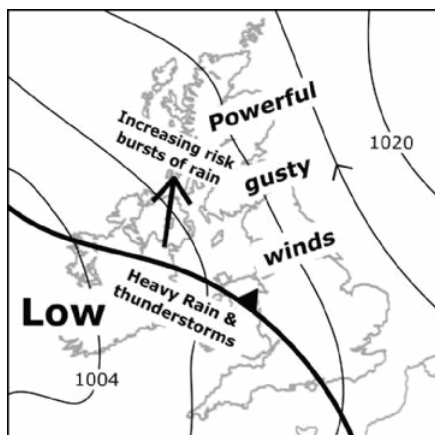 Powerful
Increasing risk
bursts of rain
1020
gusty
winds
Heavy Rain &
thunderstorms
Low
1004